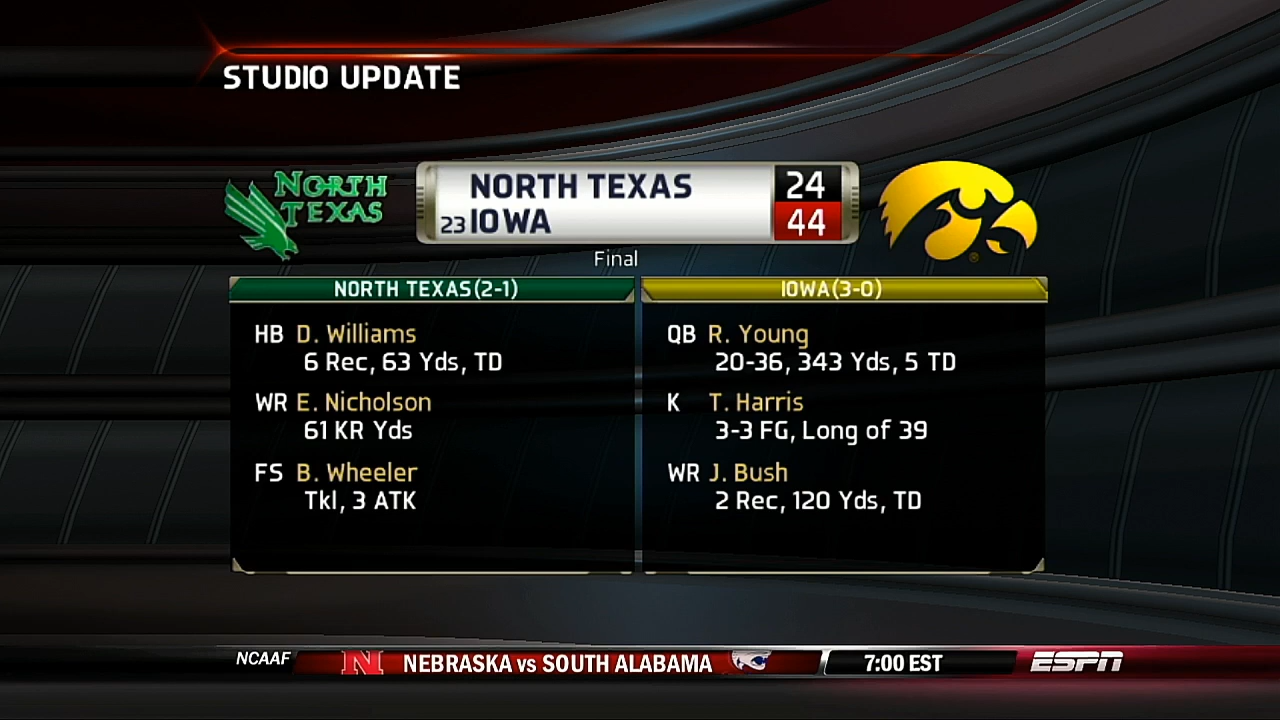 STUDIO UPDATE
NORTH TEXAS
NORTH TEXAS 24
23 IOWA 44
Final
NORTH TEXAS (2-1)
HB D. Williams
6 Rec, 63 Yds, TD
WR E. Nicholson
61 KR Yds
FS B. Wheeler
Tkl, 3 ATK
IOWA (3-0)
QB R. Young
20-36, 343 Yds, 5 TD
K T. Harris
3-3 FG, Long of 39
WR J. Bush
2 Rec, 120 Yds, TD
NCAAF N NEBRASKA vs SOUTH ALABAMA 7:00 EST ESPN